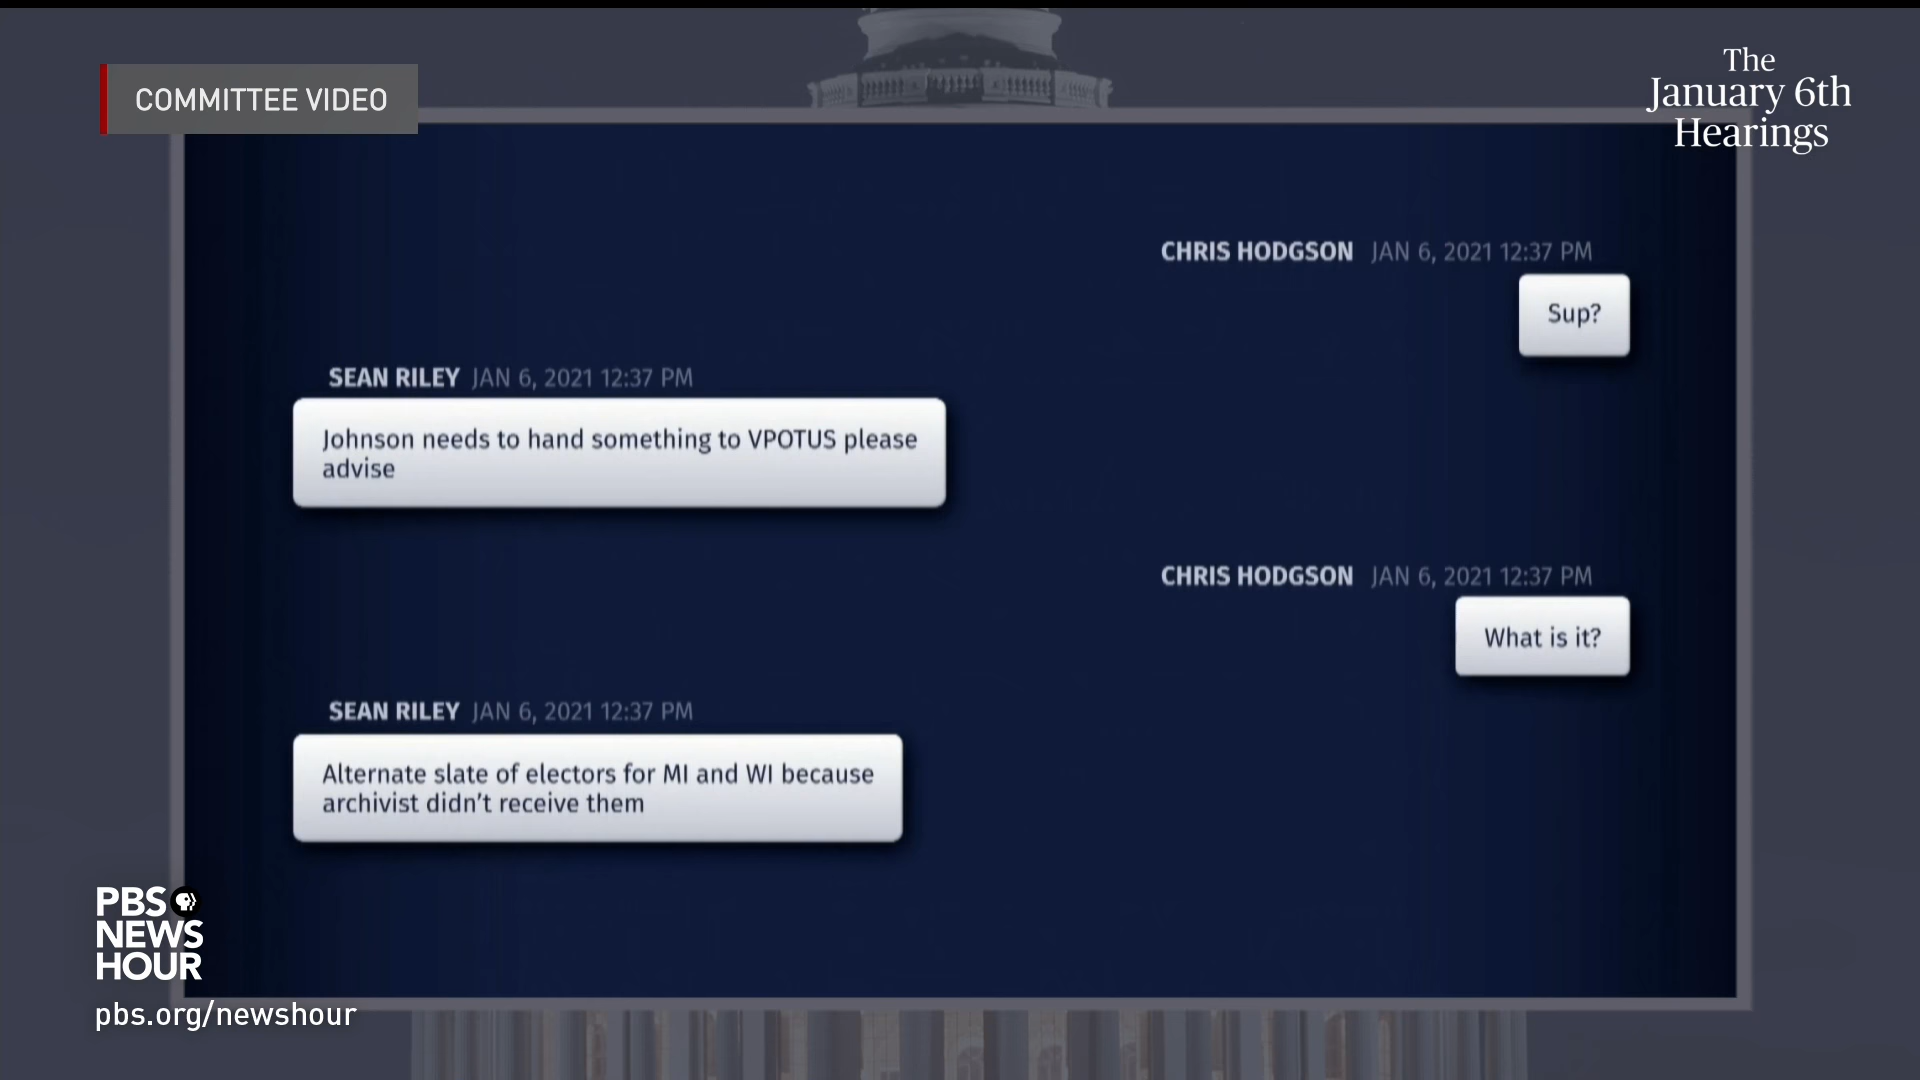 COMMITTEE VIDEO
The
January 6th
Hearings
CHRIS HODGSON JAN 6, 2021 12:37 PM
Sup?
SEAN RILEY JAN 6, 2021 12:37 PM
Johnson needs to hand something to VPOTUS please
advise
CHRIS HODGSON JAN 6, 2021 12:37 PM
What is it?
SEAN RILEY JAN 6, 2021 12:37 PM
Alternate slate of electors for MI and WI because
archivist didn't receive them
PBS
NEWS
HOUR
pbs.org/newshour